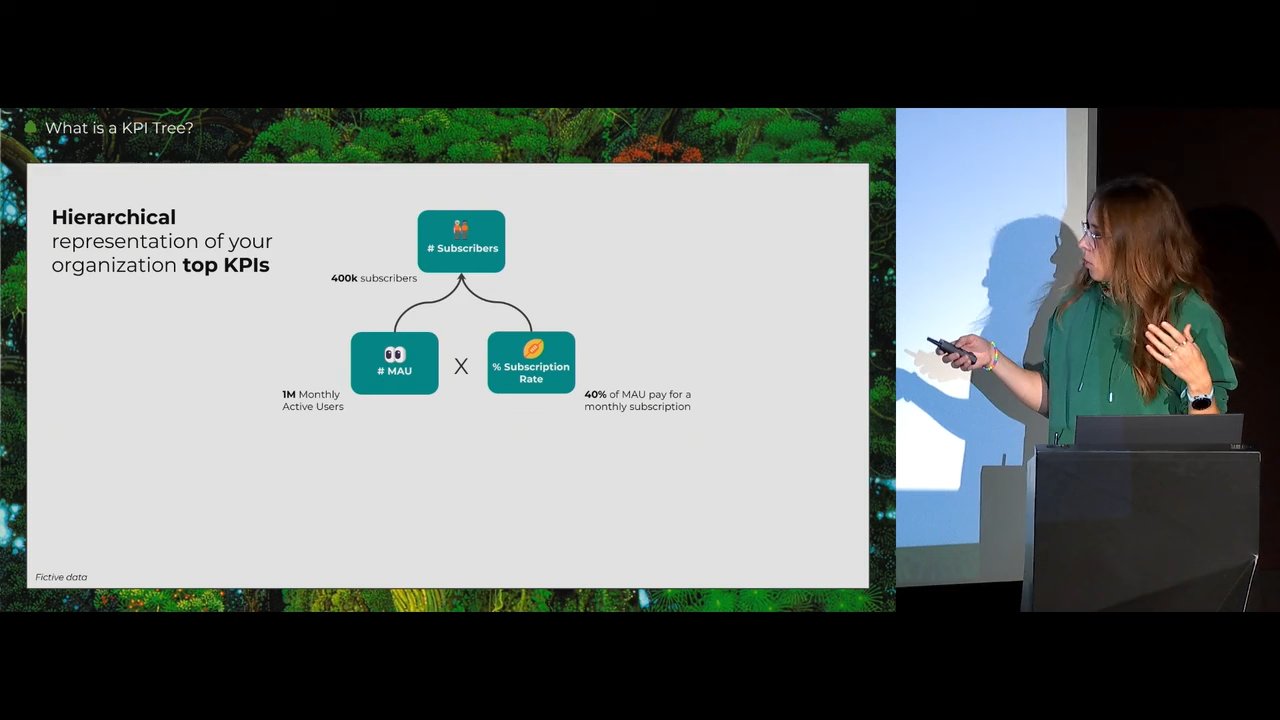 What is a KPI Tree?
Hierarchical
representation of your
organization top KPIs
# Subscribers
400k subscribers
# MAU
X
% Subscription
Rate
1M Monthly
Active Users
40% of MAU pay for a
monthly subscription
Fictive data